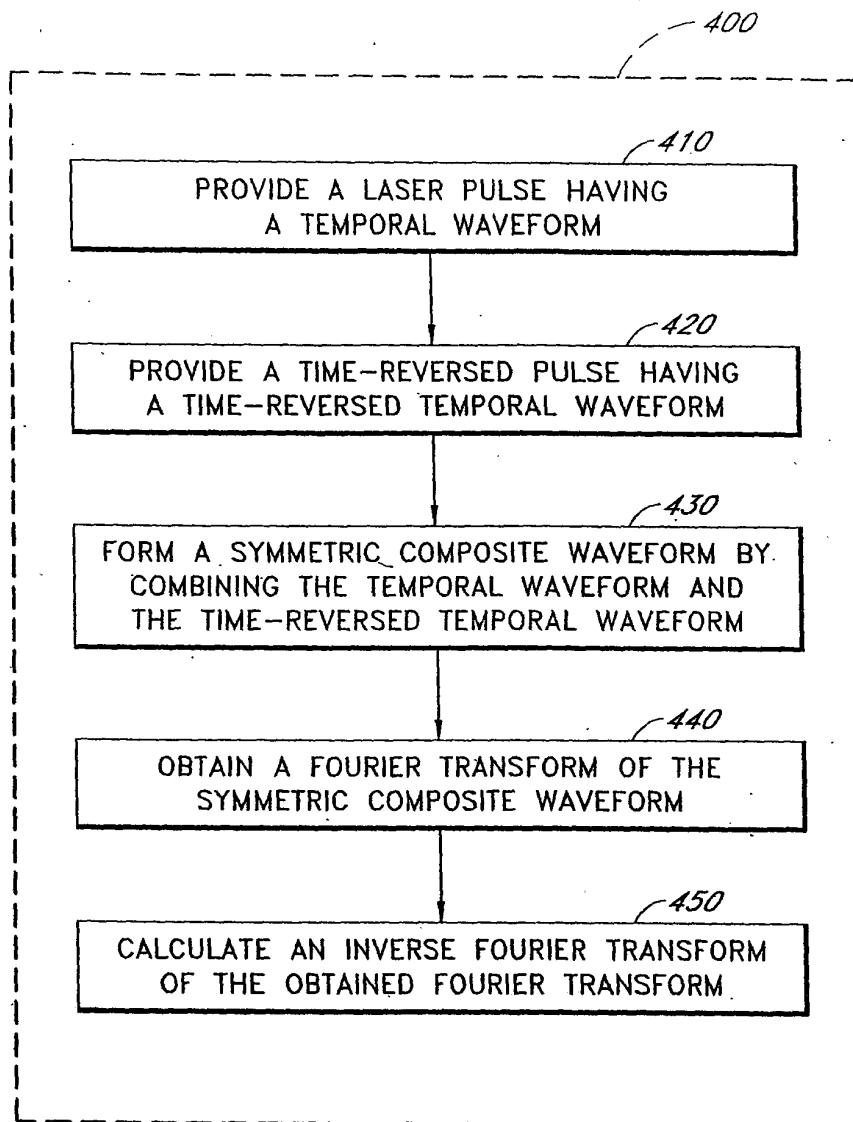 400
410
PROVIDE A LASER PULSE HAVING
A TEMPORAL WAVEFORM
420
PROVIDE A TIME-REVERSED PULSE HAVING
A TIME-REVERSED TEMPORAL WAVEFORM
430
FORM A SYMMETRIC COMPOSITE WAVEFORM BY
COMBINING THE TEMPORAL WAVEFORM AND
THE TIME-REVERSED TEMPORAL WAVEFORM
440
OBTAIN A FOURIER TRANSFORM OF THE
SYMMETRIC COMPOSITE WAVEFORM
450
CALCULATE AN INVERSE FOURIER TRANSFORM
OF THE OBTAINED FOURIER TRANSFORM